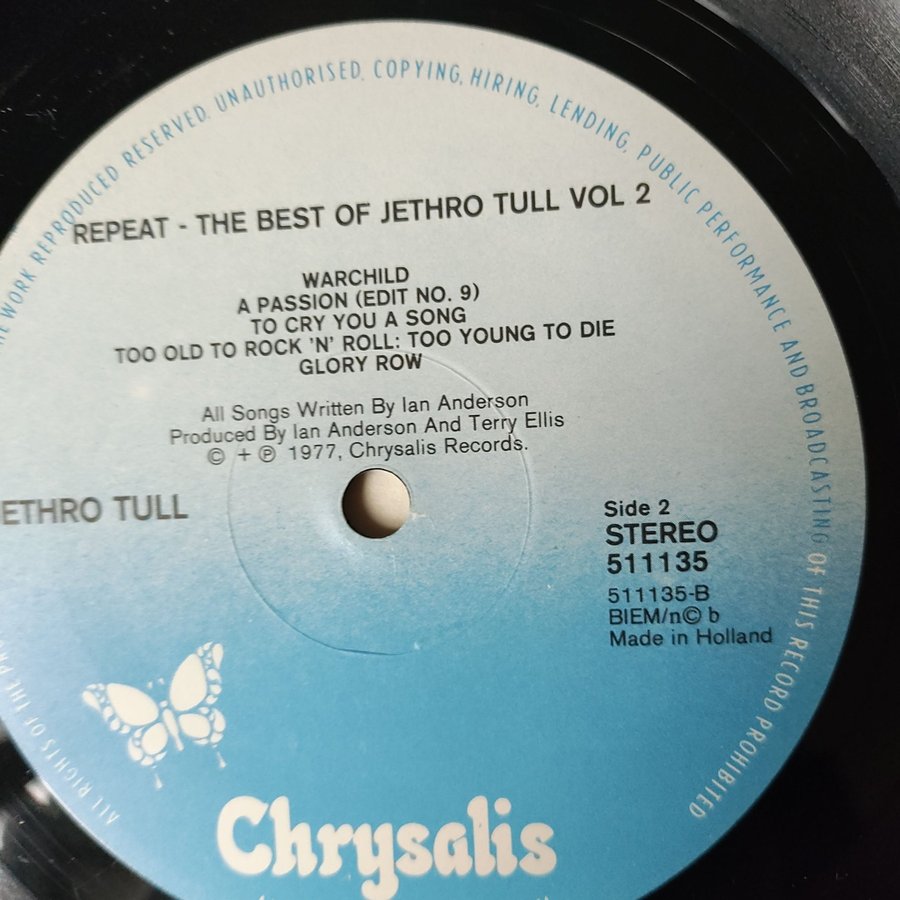 ALL RIGHTS OF THE
WORK REPRODUCED RESERVED. UNAUTHORISED, COPYING, HIRING, LENDING, PUBLIC PERFORMANCE AND BROADCASTING OF THIS RECORD PROHIBITED
REPEAT - THE BEST OF JETHRO TULL VOL 2
WARCHILD
A PASSION (EDIT NO. 9)
TO CRY YOU A SONG
TOO OLD TO ROCK 'N' ROLL: TOO YOUNG TO DIE
GLORY ROW
All Songs Written By Ian Anderson
Produced By Ian Anderson And Terry Ellis
© + ℗ 1977, Chrysalis Records.
ETHRO TULL
Side 2
STEREO
511135
511135-B
BIEM/n© b
Made in Holland
Chrysalis